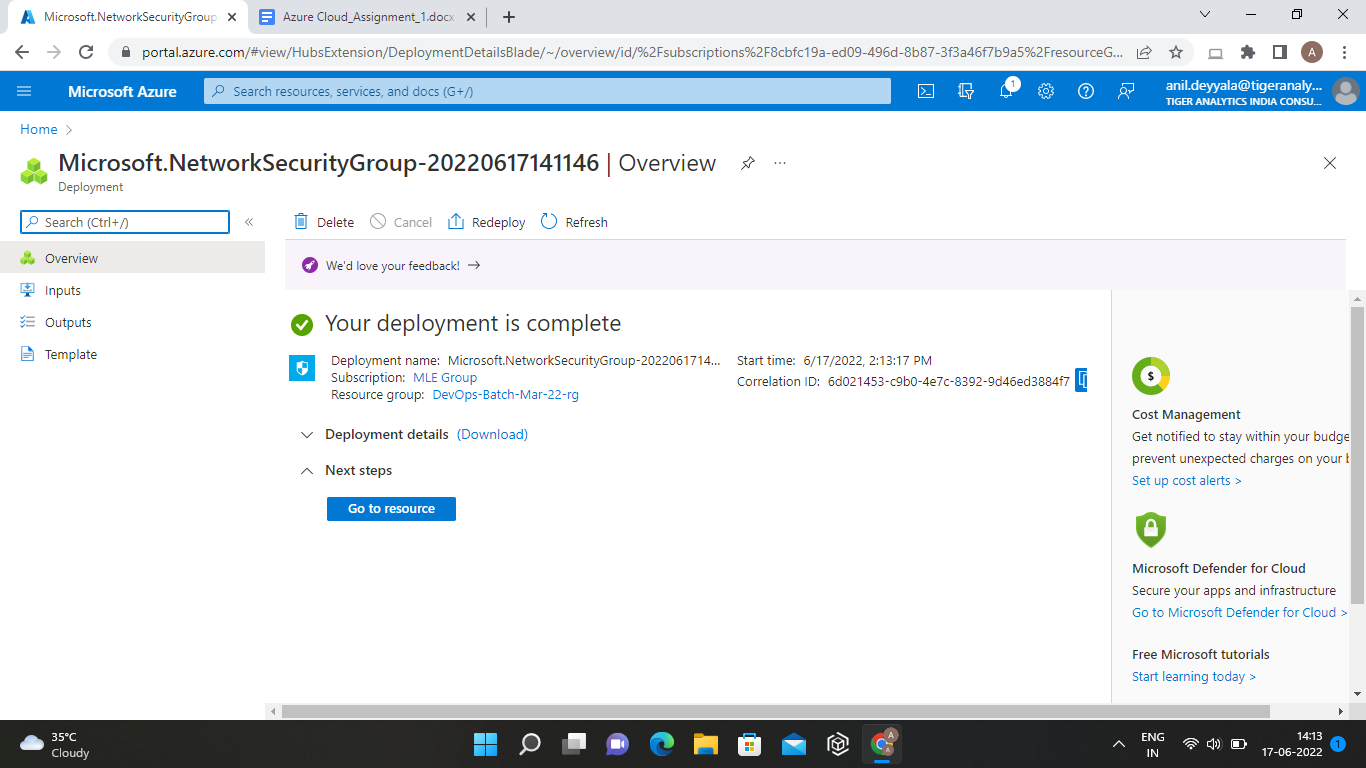 Microsoft.NetworkSecurityGroup
Azure Cloud_Assignment_1.docx
portal.azure.com/#view/HubsExtension/DeploymentDetailsBlade/~/overview/id/%2Fsubscriptions%2F8cbfc19a-ed09-496d-8b87-3f3a46f7b9a5%2FresourceG...
A
Microsoft Azure
Search resources, services, and docs (G+/)
1
anil.deyyala@tigeranaly...
TIGER ANALYTICS INDIA CONSU...
Home
Microsoft.NetworkSecurityGroup-20220617141146 | Overview
Deployment
Search (Ctrl+/)
Delete
Cancel
Redeploy
Refresh
Overview
Inputs
Outputs
Template
We'd love your feedback!
Your deployment is complete
Deployment name: Microsoft.NetworkSecurityGroup-2022061714...
Subscription: MLE Group
Resource group: DevOps-Batch-Mar-22-rg
Start time: 6/17/2022, 2:13:17 PM
Correlation ID: 6d021453-c9b0-4e7c-8392-9d46ed3884f7
Deployment details (Download)
Next steps
Go to resource
$
Cost Management
Get notified to stay within your budge
prevent unexpected charges on your b
Set up cost alerts >
Microsoft Defender for Cloud
Secure your apps and infrastructure
Go to Microsoft Defender for Cloud >
Free Microsoft tutorials
Start learning today >
35°C
Cloudy
A
ENG
IN
14:13
17-06-2022
1